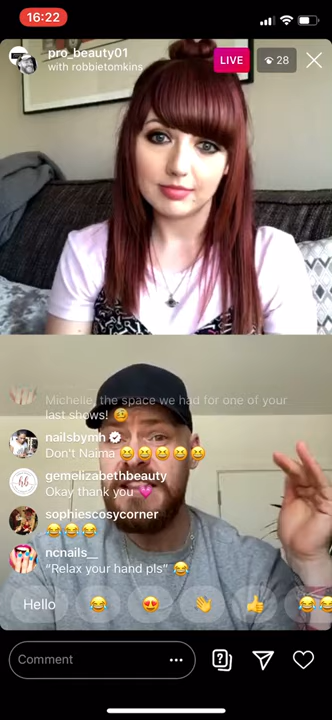 16:22
pro_beauty01
with robbietomkins
LIVE
28
Michelle, the space we had for one of your
last shows! 🥴
nailsbymh
Don't Naima 😆😆😆😆😆
gemelizabethbeauty
Okay thank you 💗
sophiescosycorner
😂😂😂
ncnails__
“Relax your hand pls” 😂
Hello
😂 😍 👋 👍 😂😂
Comment